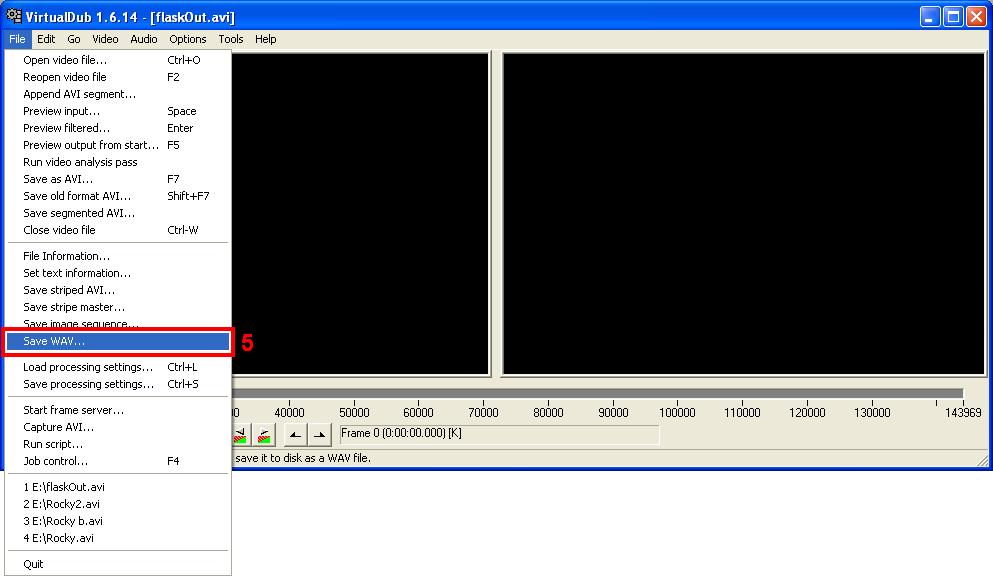 VirtualDub 1.6.14 - [flaskOut.avi]
File Edit Go Video Audio Options Tools Help
Open video file... Ctrl+O
Reopen video file F2
Append AVI segment...
Preview input... Space
Preview filtered... Enter
Preview output from start... F5
Run video analysis pass
Save as AVI... F7
Save old format AVI... Shift+F7
Save segmented AVI...
Close video file Ctrl-W
File Information...
Set text information...
Save striped AVI...
Save stripe master...
Save image sequence...
Save WAV... 5
Load processing settings... Ctrl+L
Save processing settings... Ctrl+S
Start frame server...
Capture AVI...
Run script...
Job control... F4
1 E:\flaskOut.avi
2 E:\Rocky2.avi
3 E:\Rocky b.avi
4 E:\Rocky.avi
Quit
40000 50000 60000 70000 80000 90000 100000 110000 120000 130000 143969
Frame 0 (0:00:00.000) [K]
save it to disk as a WAV file.